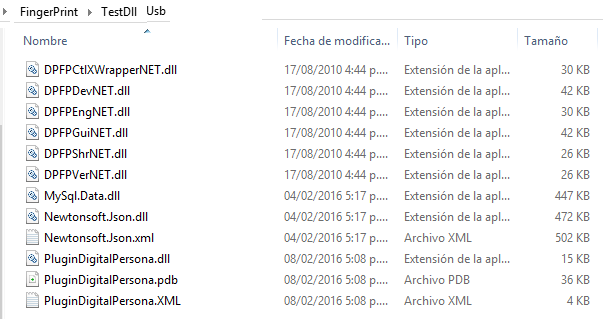 FingerPrint TestDll Usb
Nombre Fecha de modifica... Tipo Tamaño
DPFPCtlXWrapperNET.dll 17/08/2010 4:44 p.... Extensión de la apl... 30 KB
DPFPDevNET.dll 17/08/2010 4:44 p.... Extensión de la apl... 42 KB
DPFPEngNET.dll 17/08/2010 4:44 p.... Extensión de la apl... 30 KB
DPFPGuiNET.dll 17/08/2010 4:44 p.... Extensión de la apl... 42 KB
DPFPShrNET.dll 17/08/2010 4:44 p.... Extensión de la apl... 26 KB
DPFPVerNET.dll 17/08/2010 4:44 p.... Extensión de la apl... 26 KB
MySql.Data.dll 04/02/2016 5:17 p.... Extensión de la apl... 447 KB
Newtonsoft.Json.dll 04/02/2016 5:17 p.... Extensión de la apl... 472 KB
Newtonsoft.Json.xml 04/02/2016 5:17 p.... Archivo XML 502 KB
PluginDigitalPersona.dll 08/02/2016 5:08 p.... Extensión de la apl... 15 KB
PluginDigitalPersona.pdb 08/02/2016 5:08 p.... Archivo PDB 36 KB
PluginDigitalPersona.XML 08/02/2016 5:08 p.... Archivo XML 4 KB